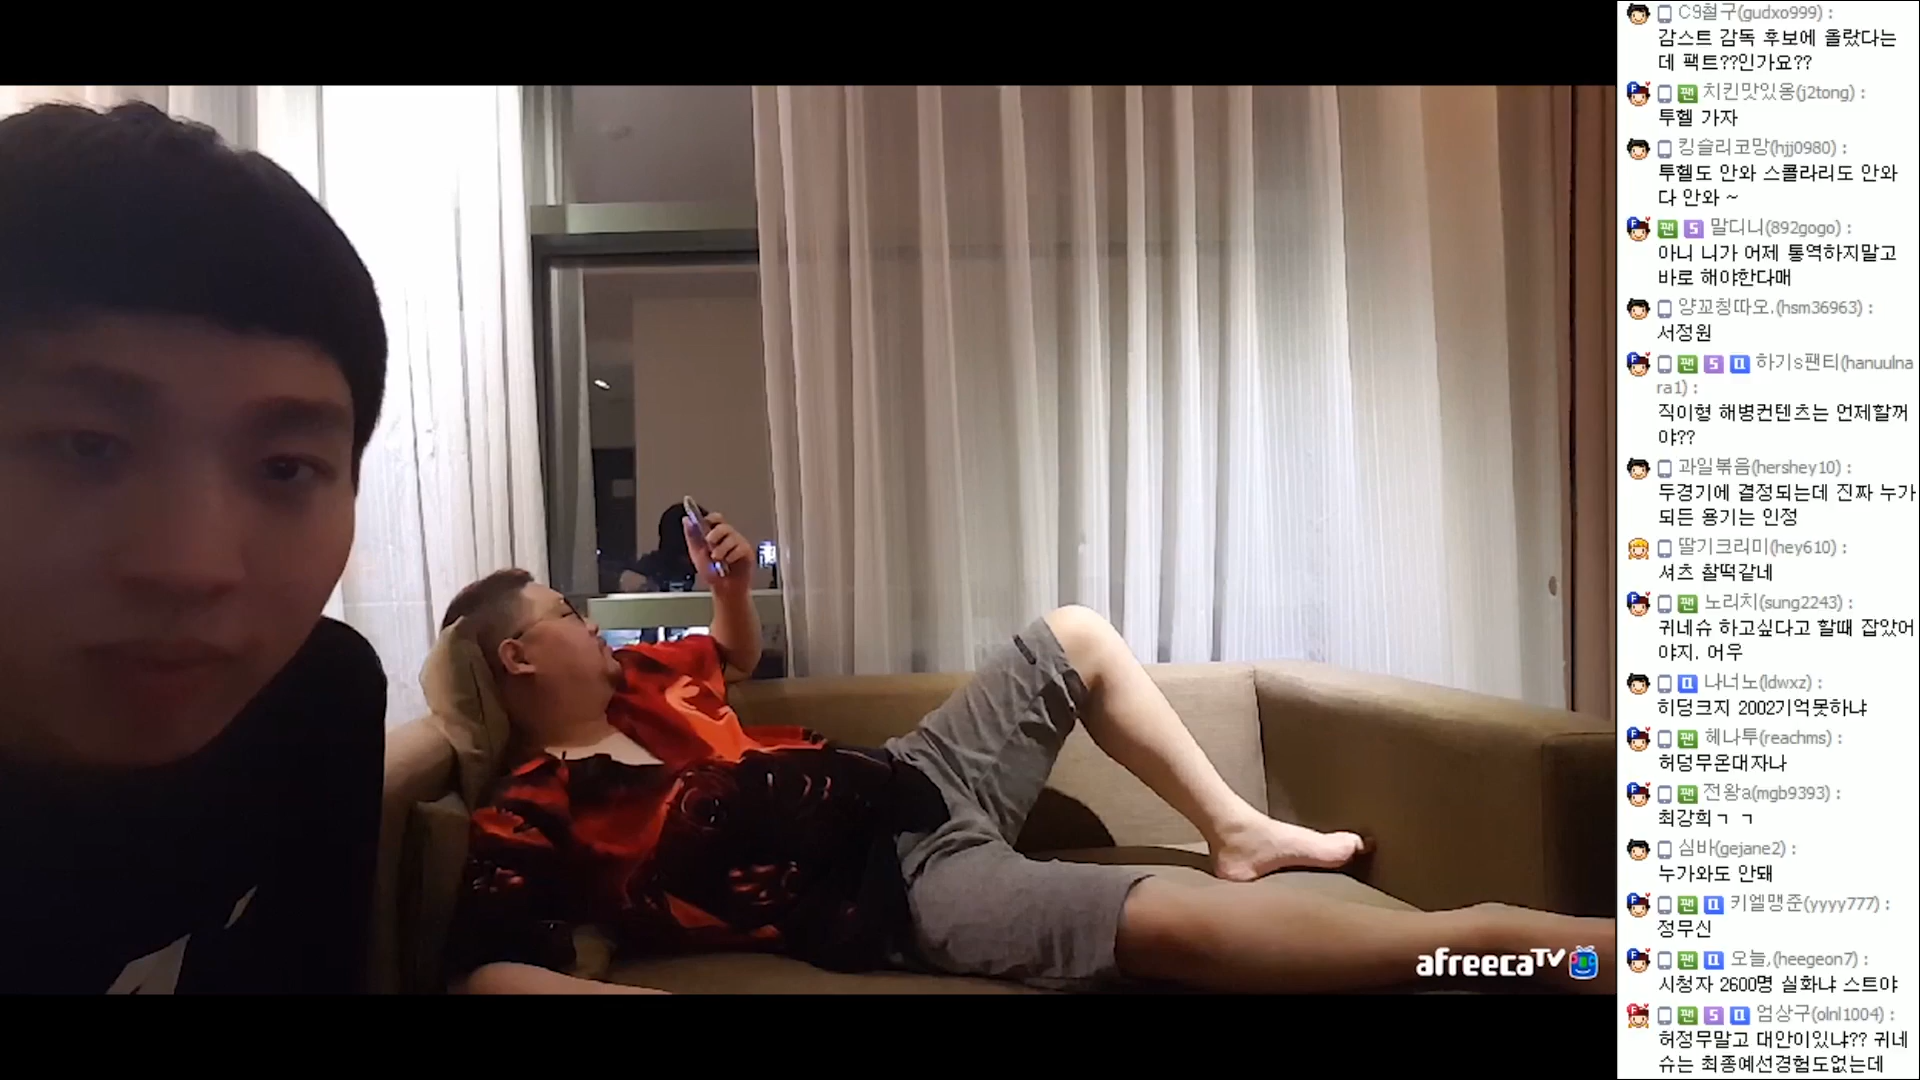 C9철구(gudxo999) :
감스트 감독 후보에 올랐다는
데 팩트??인가요??
팬 치킨맛있옹(j2tong) :
투헬 가자
킹슬리코망(hjj0980) :
투헬도 안와 스콜라리도 안와
다 안와 ~
팬 S 말디니(892gogo) :
아니 니가 어제 통역하지말고
바로 해야한다매
양꼬칭따오.(hsm36963) :
서정원
팬 S 하기s팬티(hanuulna
ra1) :
직이형 해병컨텐츠는 언제할꺼
야??
과일볶음(hershey10) :
두경기에 결정되는데 진짜 누가
되든 용기는 인정
딸기크리미(hey610) :
셔츠 찰떡같네
팬 노리치(sung2243) :
귀네슈 하고싶다고 할때 잡았어
야지. 어우
나너노(ldwxz) :
히딩크지 2002기억못하냐
팬 헤나투(reachms) :
허덩무온대자나
팬 전왕a(mgb9393) :
최강희ㄱ ㄱ
심바(gejane2) :
누가와도 안돼
팬 키엘맹준(yyyy777) :
정무신
팬 오늘,(heegeon7) :
시청자 2600명 실화냐 스트야
팬 S 엄상구(olnl1004) :
허정무말고 대안이있냐?? 귀네
슈는 최종예선경험도없는데
afreecaTV